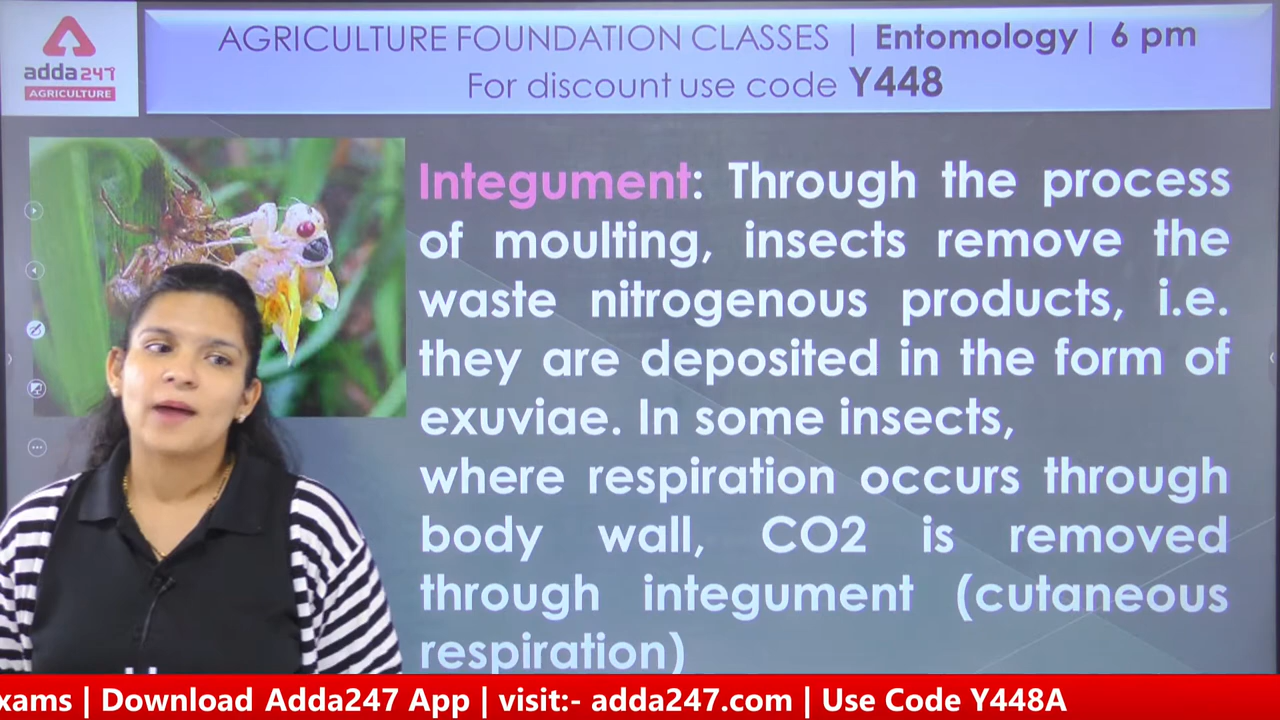 AGRICULTURE FOUNDATION CLASSES | Entomology | 6 pm
For discount use code Y448
adda247
AGRICULTURE
Integument: Through the process
of moulting, insects remove the
waste nitrogenous products, i.e.
they are deposited in the form of
exuviae. In some insects,
where respiration occurs through
body wall, CO2 is removed
through integument (cutaneous
respiration)
| Download Adda247 App | visit:- adda247.com | Use Code Y448A